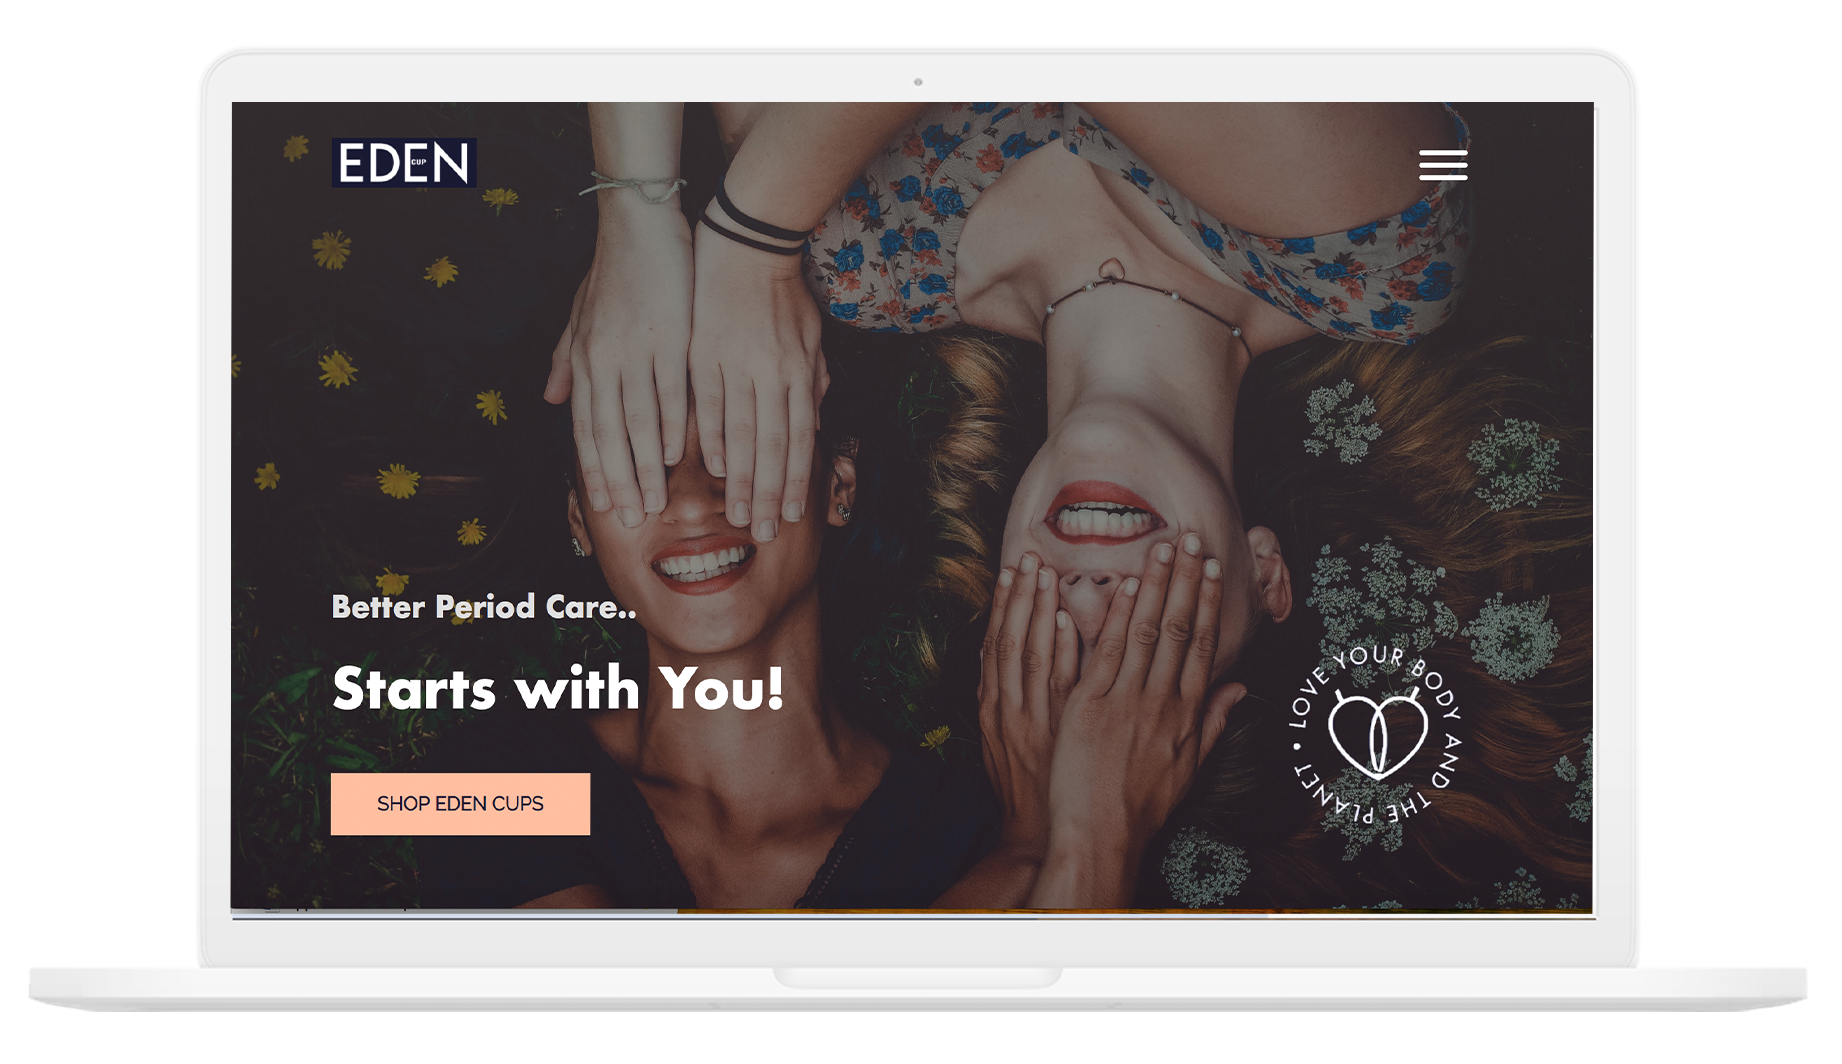 EDEN
CUP
Better Period Care..
Starts with You!
SHOP EDEN CUPS
LOVE YOUR BODY AND THE PLANET •